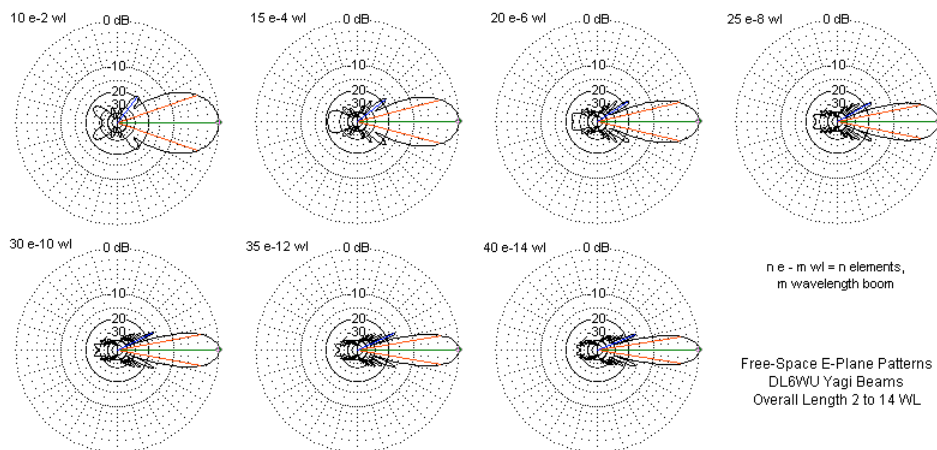 10 e-2 wl
0 dB
-10
20
30
15 e-4 wl
0 dB
-10
20
30
20 e-6 wl
0 dB
-10
20
30
25 e-8 wl
0 dB
-10
20
30
30 e-10 wl
0 dB
-10
20
30
35 e-12 wl
0 dB
-10
20
30
40 e-14 wl
0 dB
-10
20
30
n e - m wl = n elements,
m wavelength boom
Free-Space E-Plane Patterns
DL6WU Yagi Beams
Overall Length 2 to 14 WL